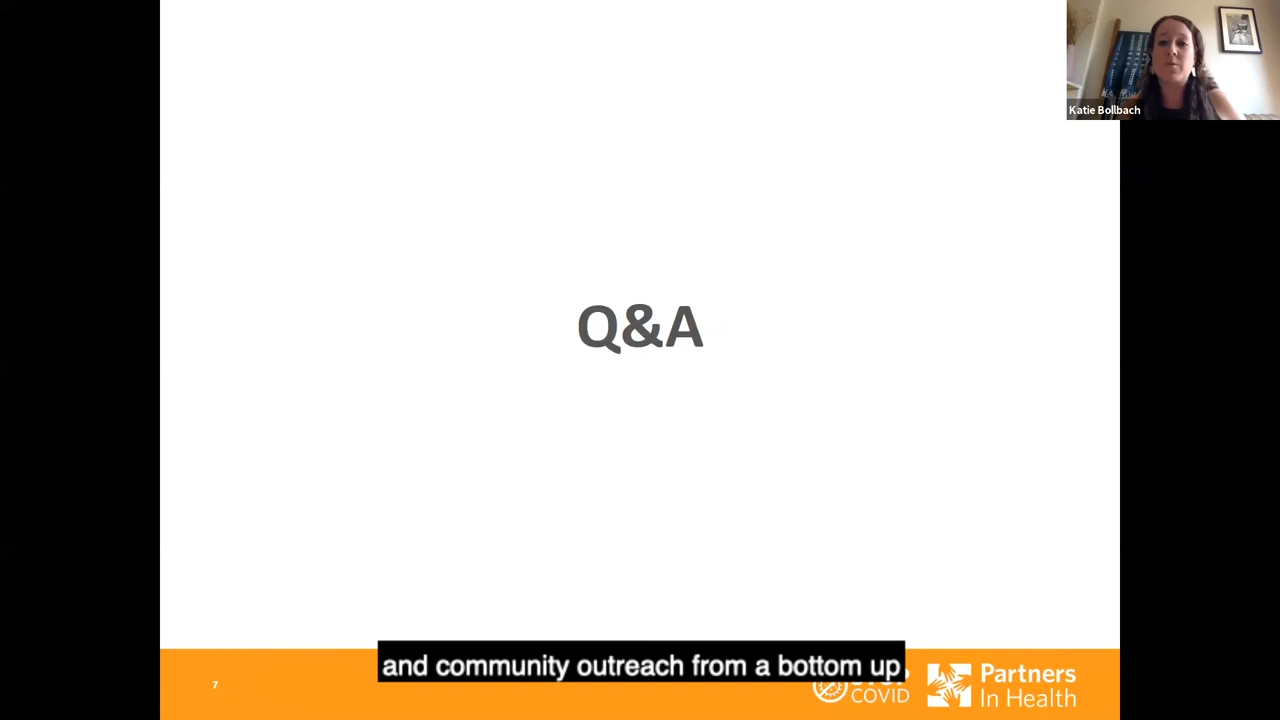 Katie Bollbach
Q&A
and community outreach from a bottom up
7
COVID
Partners
In Health